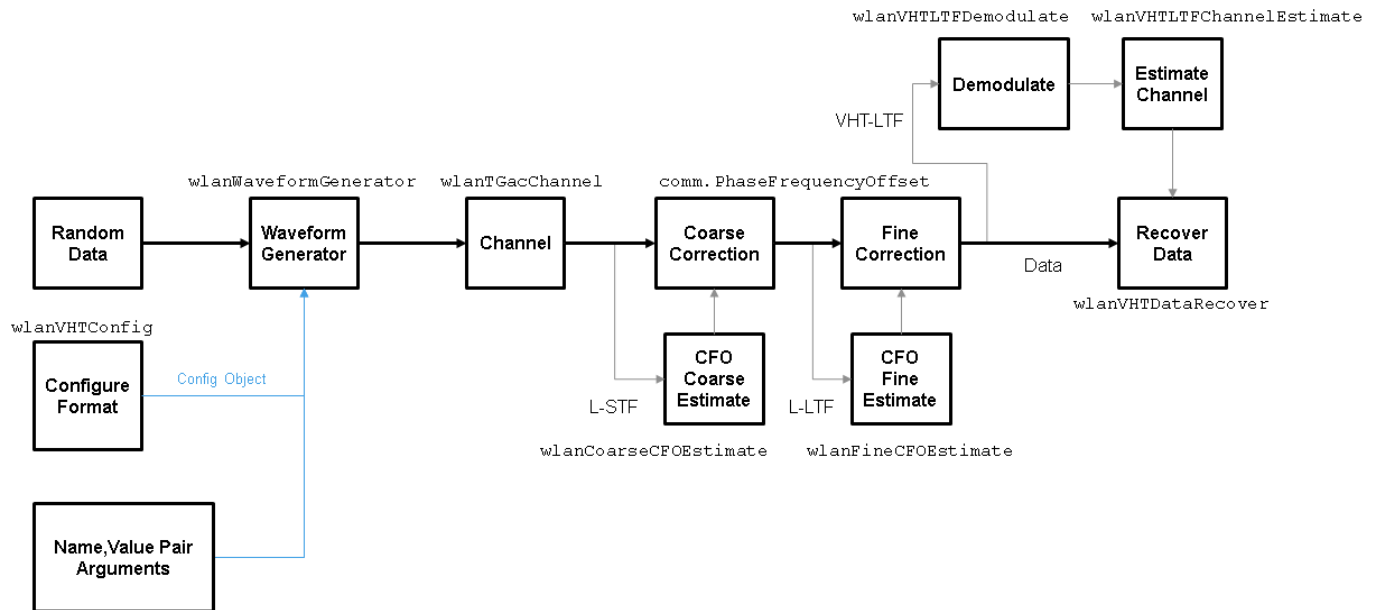 wlanVHTLTFDemodulate
wlanVHTLTFChannelEstimate
Demodulate
Estimate
Channel
VHT-LTF
wlanWaveformGenerator
wlanTGacChannel
comm.PhaseFrequencyOffset
Random
Data
Waveform
Generator
Channel
Coarse
Correction
Fine
Correction
Data
Recover
Data
wlanVHTDataRecover
wlanVHTConfig
Configure
Format
Config Object
L-STF
CFO
Coarse
Estimate
L-LTF
CFO
Fine
Estimate
wlanCoarseCFOEstimate
wlanFineCFOEstimate
Name,Value Pair
Arguments